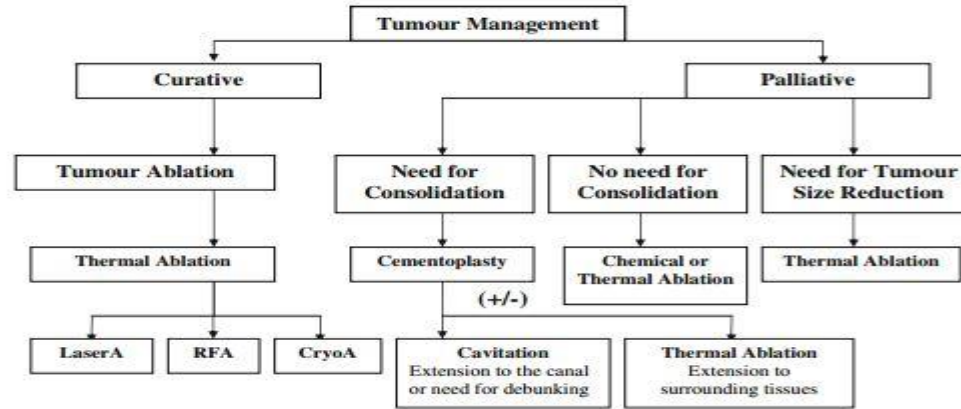 Tumour Management
Curative
Palliative
Tumour Ablation
Need for
Consolidation
No need for
Consolidation
Need for Tumour
Size Reduction
Thermal Ablation
Cementoplasty
Chemical or
Thermal Ablation
Thermal Ablation
(+/-)
LaserA
RFA
CryoA
Cavitation
Extension to the canal
or need for debunking
Thermal Ablation
Extension to
surrounding tissues